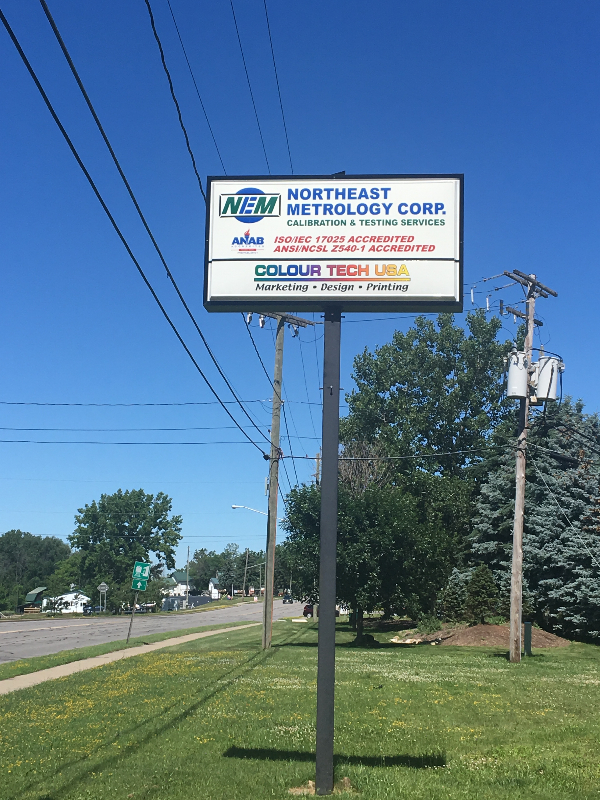 NEM
NORTHEAST
METROLOGY CORP.
CALIBRATION & TESTING SERVICES
ANAB
ISO/IEC 17025 ACCREDITED
ANSI/NCSL Z540-1 ACCREDITED
COLOUR TECH USA
Marketing • Design • Printing